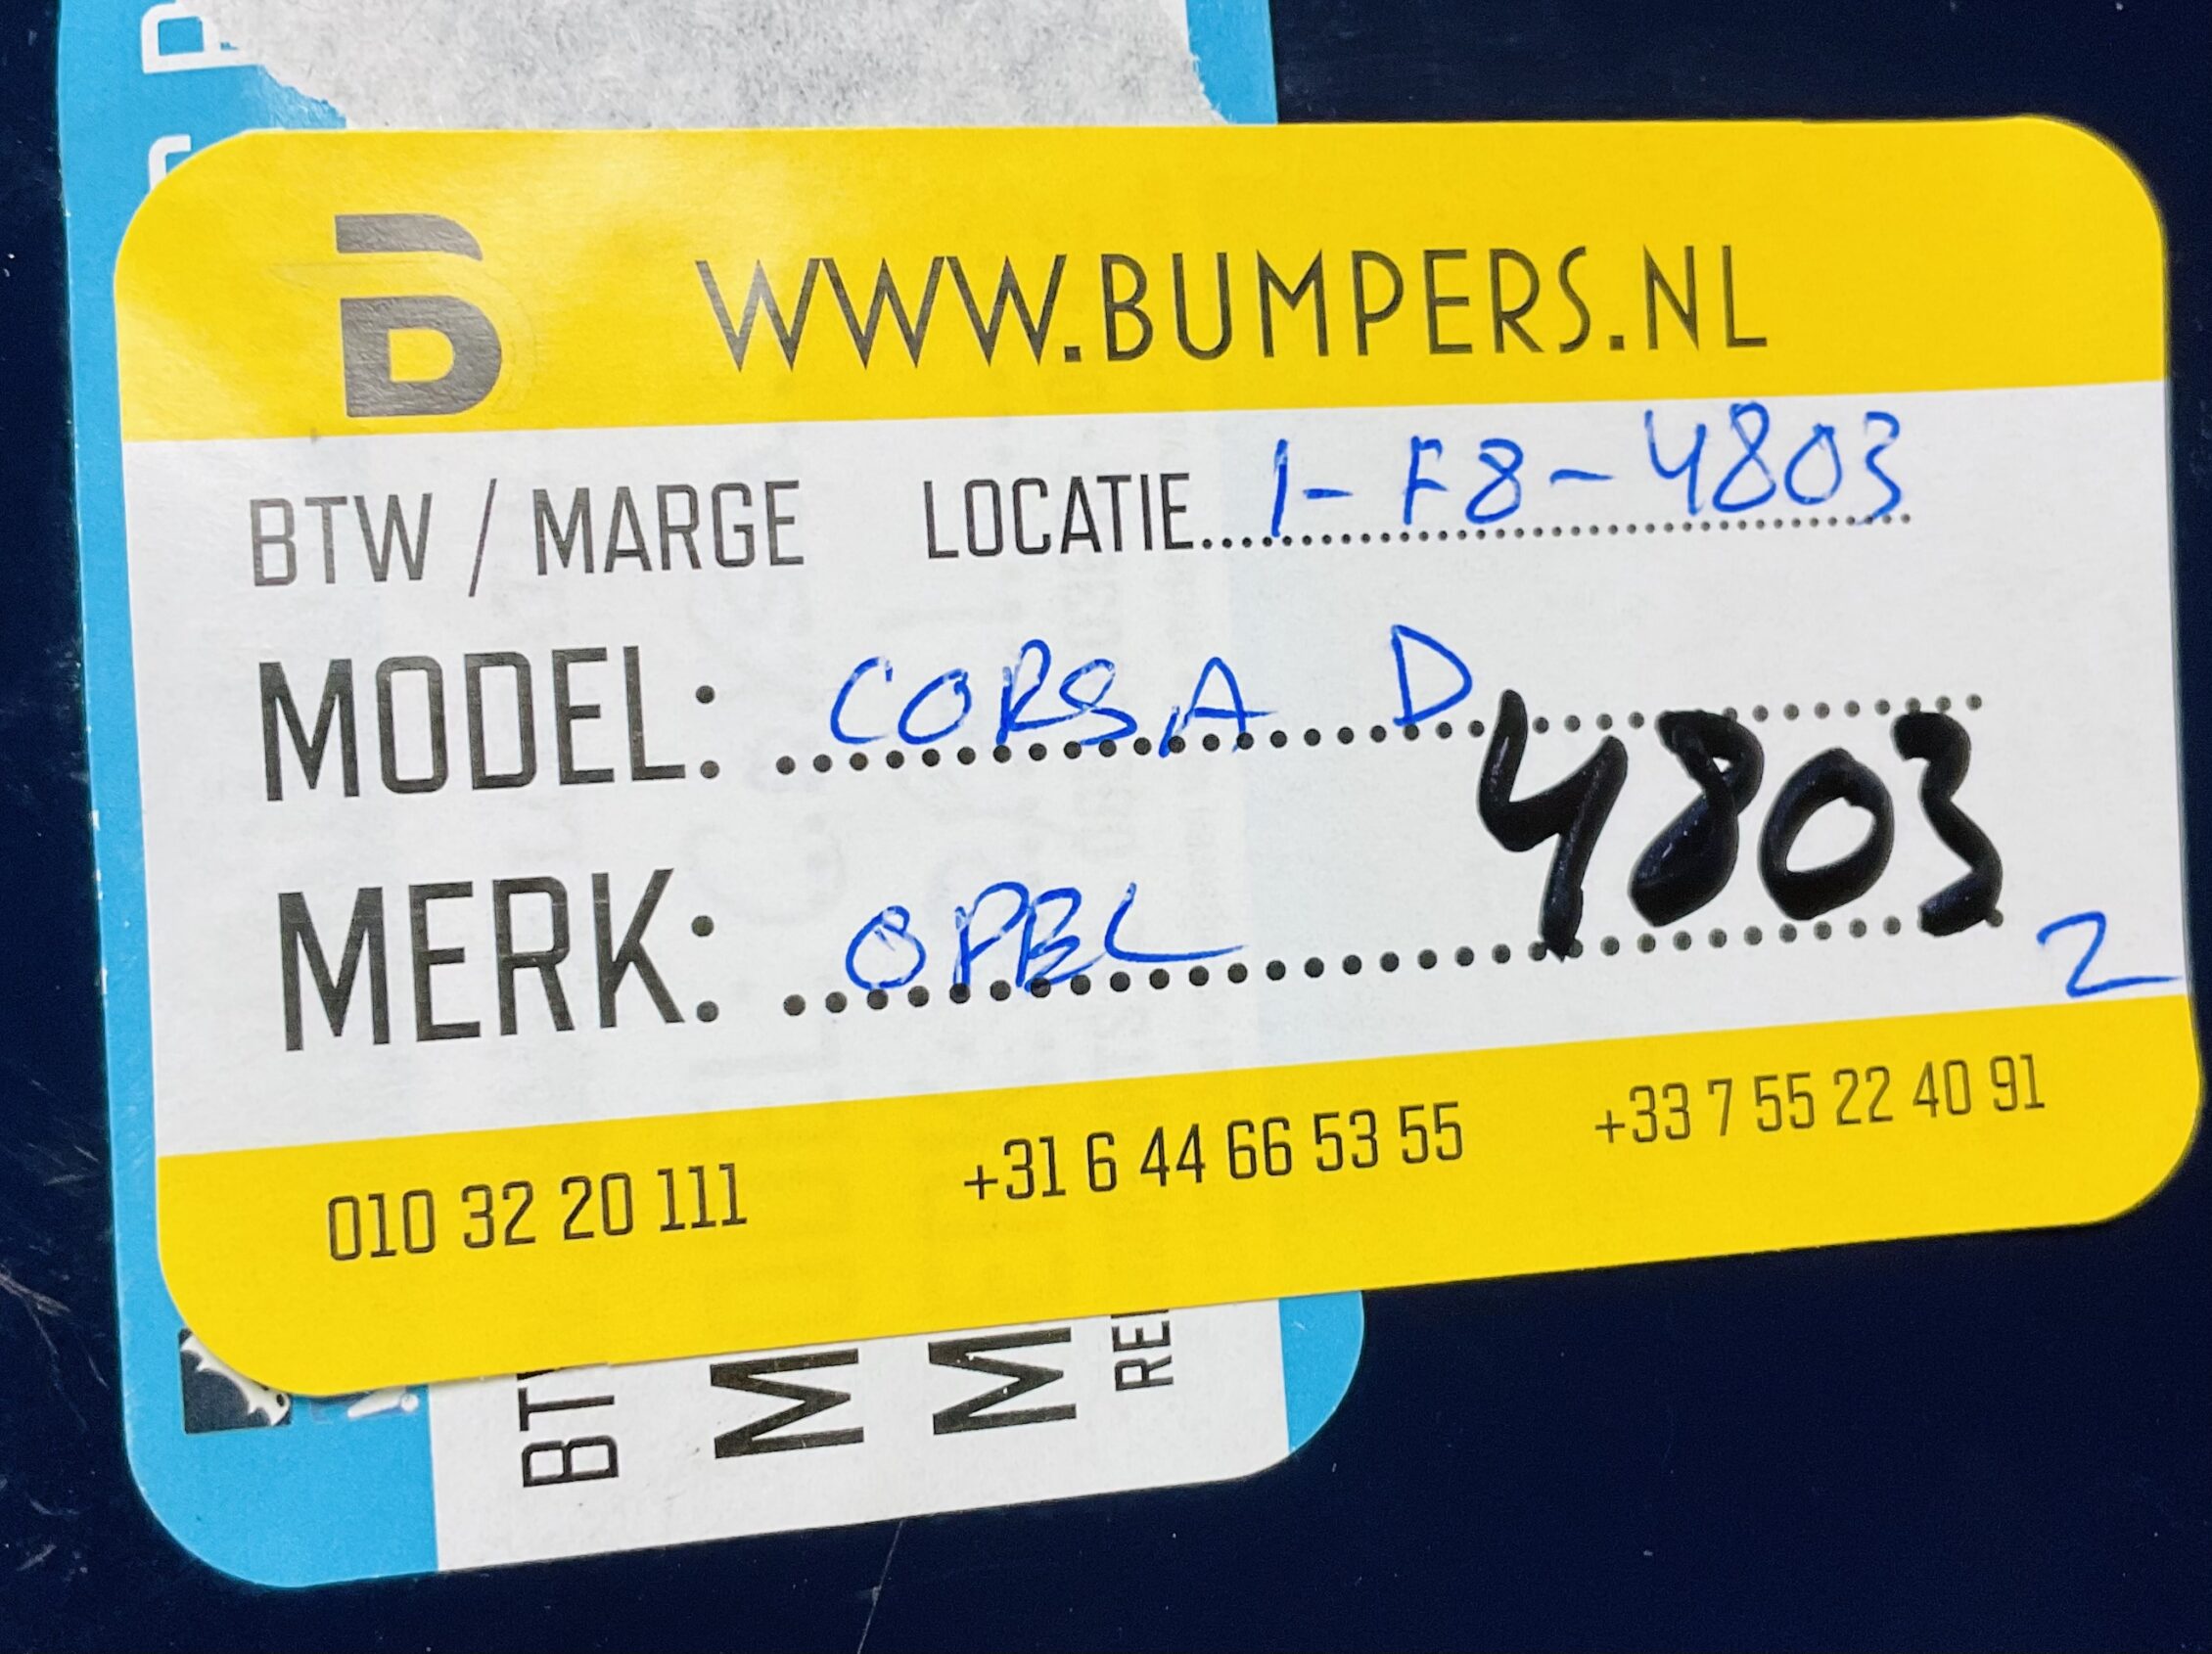 B WWW.BUMPERS.NL
BTW / MARGE LOCATIE 1-F8-4803
MODEL: CORSA D
4803
MERK: OPEL
2
010 32 20 111 +31 6 44 66 53 55 +33 7 55 22 40 91
M
M